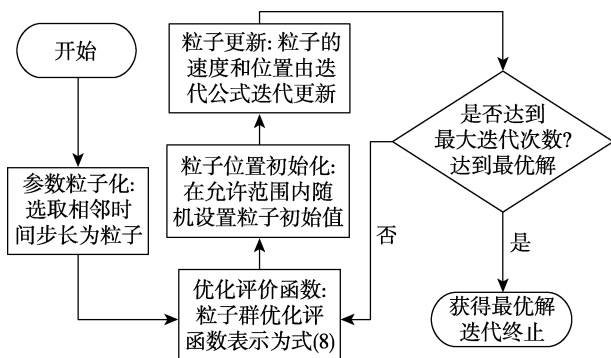 开始
参数粒子化:
选取相邻时
间步长为粒子
优化评价函数:
粒子群优化评
函数表示为式(8)
粒子位置初始化:
在允许范围内随
机设置粒子初始值
粒子更新: 粒子的
速度和位置由迭
代公式迭代更新
是否达到
最大迭代次数?
达到最优解
否
是
获得最优解
迭代终止